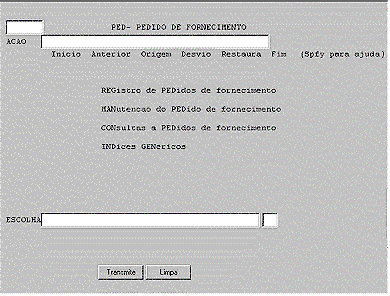 PED- PEDIDO DE FORNECIMENTO
ACAO
Inicio Anterior Origem Desvio Restaura Fim (Spfy para ajuda)
REGistro de PEDidos de fornecimento
MANutencao do PEDido de fornecimento
CONsultas a PEDidos de fornecimento
INDices GENericos
ESCOLHA
Transmite Limpa